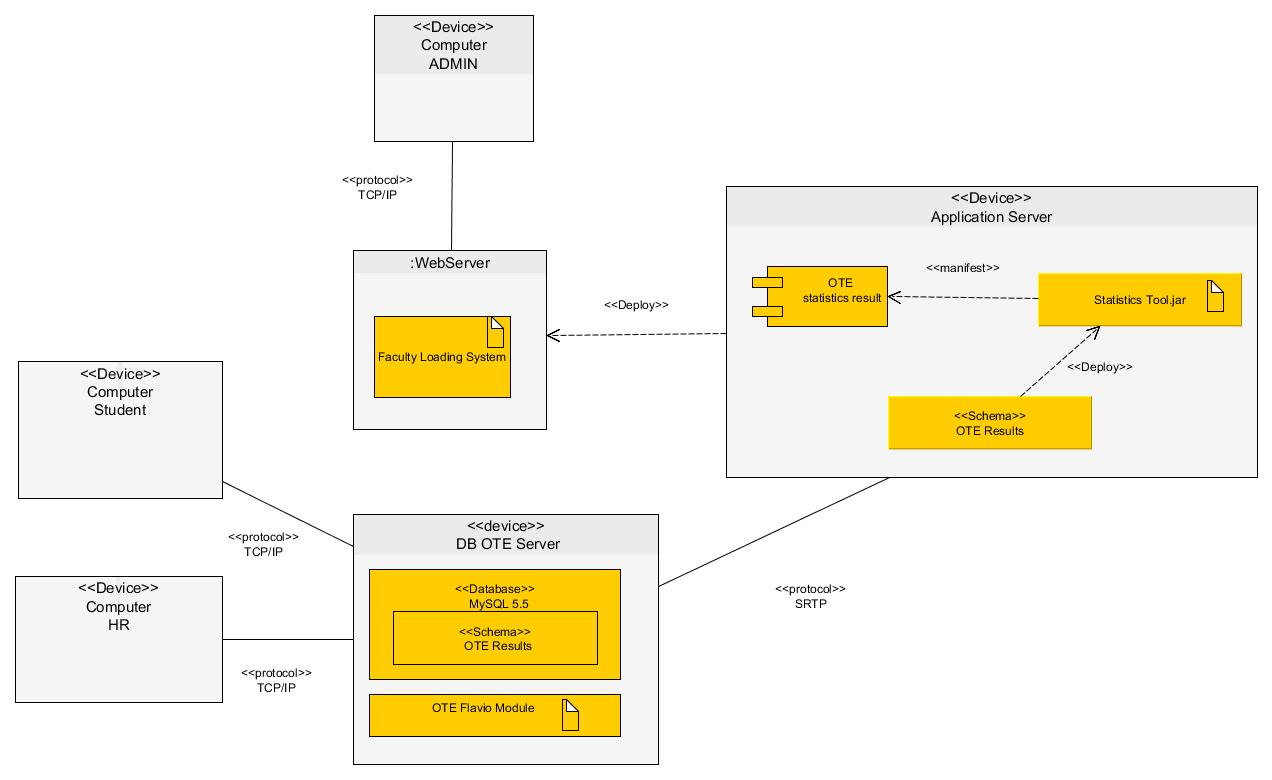 <<Device>>
Computer
ADMIN
<<protocol>>
TCP/IP
<<Device>>
Application Server
:WebServer
<<manifest>>
OTE
statistics result
Statistics Tool.jar
<<Deploy>>
Faculty Loading System
<<Deploy>>
<<Device>>
Computer
Student
<<Schema>>
OTE Results
<<protocol>>
TCP/IP
<<device>>
DB OTE Server
<<Device>>
Computer
HR
<<Database>>
MySQL 5.5
<<Schema>>
OTE Results
<<protocol>>
SRTP
<<protocol>>
TCP/IP
OTE Flavio Module